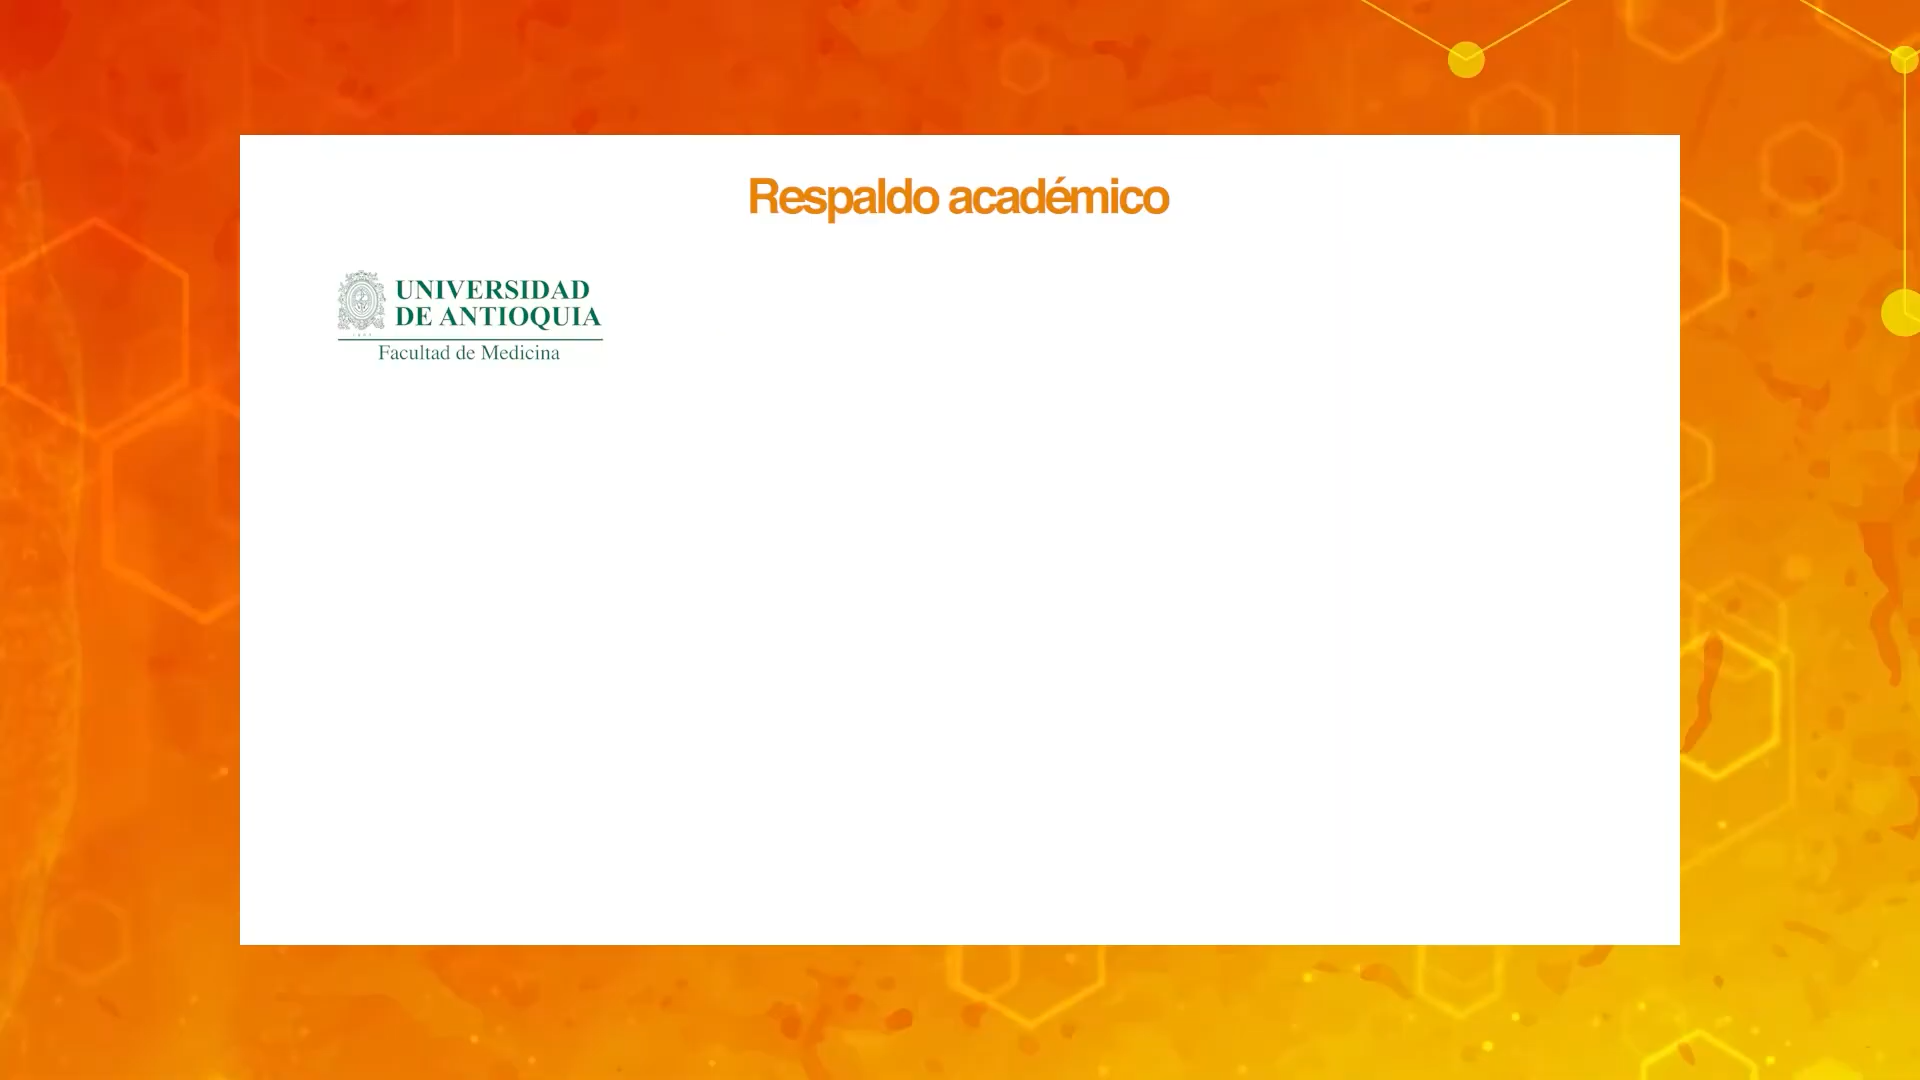 Respaldo académico
UNIVERSIDAD
DE ANTIOQUIA
Facultad de Medicina